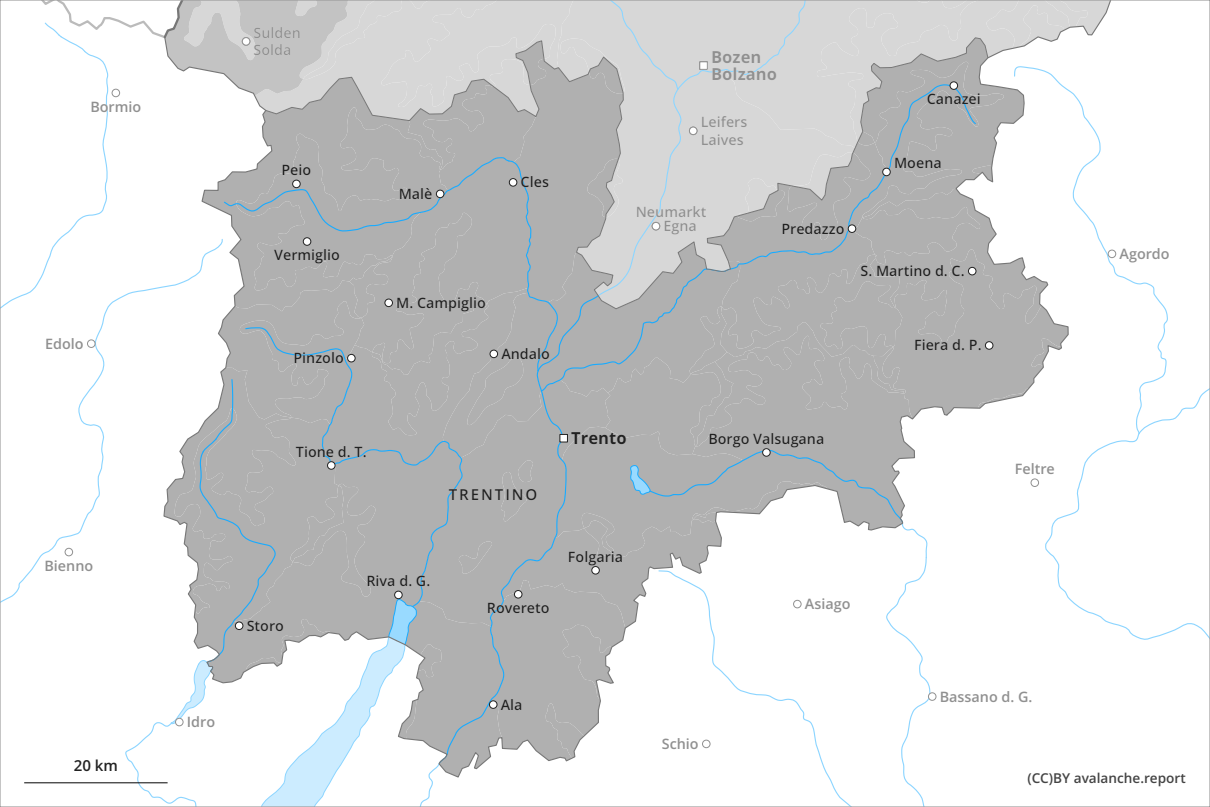 Sulden
Solda
Bozen
Bolzano
Bormio
Canazei
Leifers
Laives
Moena
Peio
Malè
Cles
Neumarkt
Egna
Predazzo
Vermiglio
Agordo
S. Martino d. C.
M. Campiglio
Edolo
Pinzolo
Andalo
Fiera d. P.
Trento
Borgo Valsugana
Tione d. T.
Feltre
TRENTINO
Bienno
Folgaria
Riva d. G.
Rovereto
Asiago
Storo
Bassano d. G.
Ala
Idro
Schio
20 km
(CC)BY avalanche.report